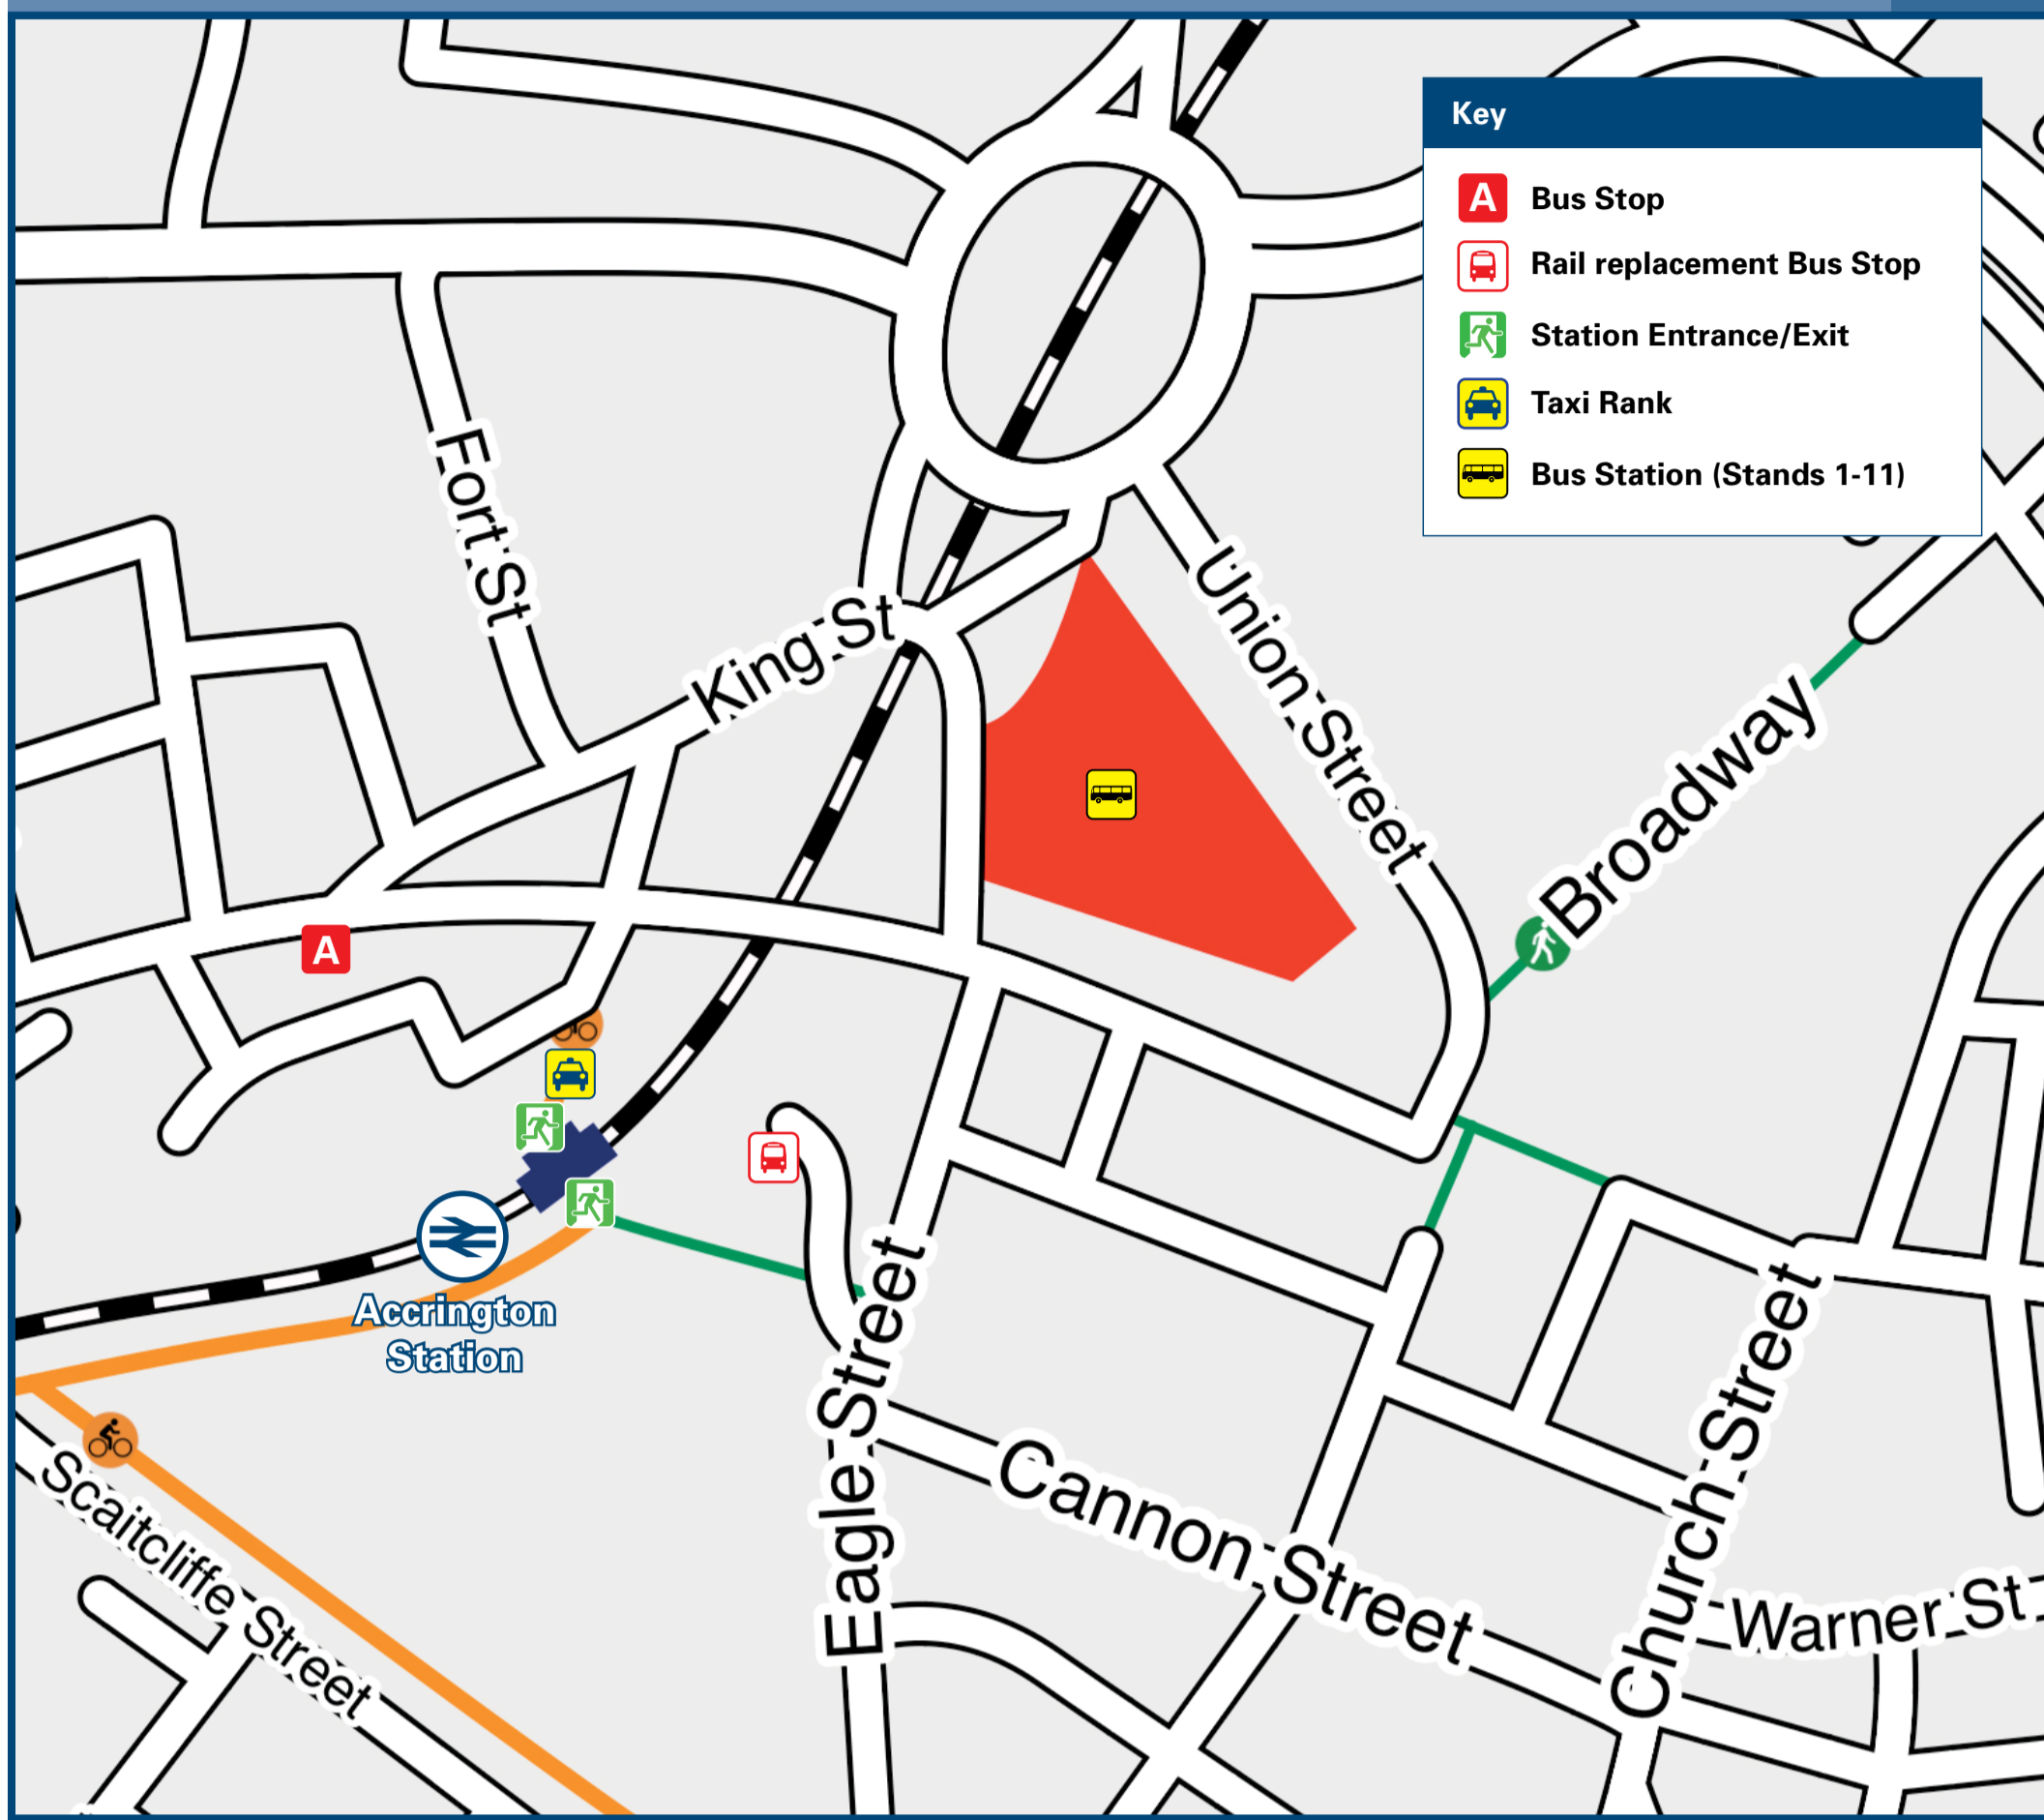 Key
A Bus Stop
Rail replacement Bus Stop
Station Entrance/Exit
Taxi Rank
Bus Station (Stands 1-11)
Fort St
King St
Union Street
Broadway
A
Accrington
Station
Eagle Street
Cannon Street
Church Street
Warner St
Scaitcliffe Street